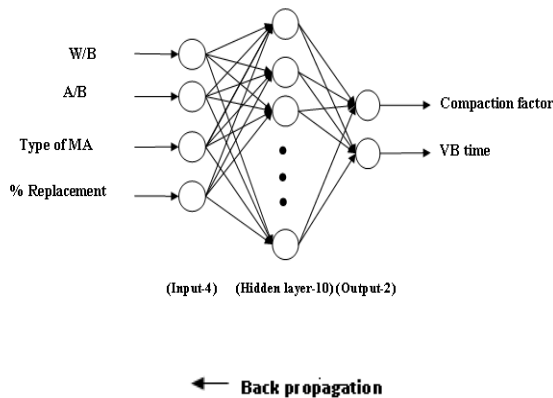 W/B
A/B
Type of MA
% Replacement
Compaction factor
VB time
(Input-4) (Hidden layer-10) (Output-2)
Back propagation